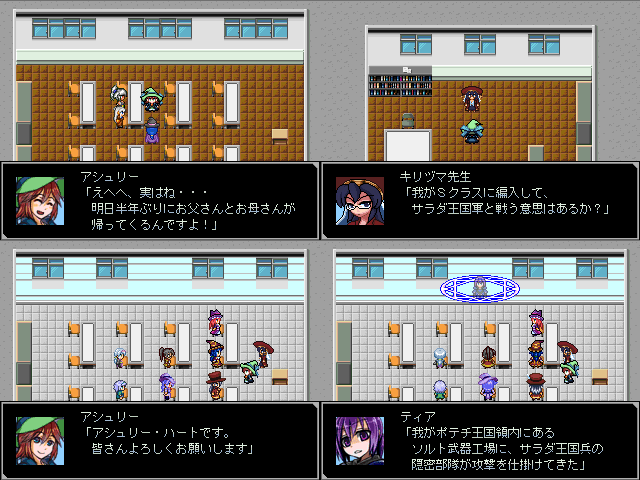 アシュリー
「えへへ、実はね・・・
明日半年ぶりにお父さんとお母さんが
帰ってくるんですよ！」
キリヅマ先生
「我がＳクラスに編入して、
サラダ王国軍と戦う意思はあるか？」
アシュリー
「アシュリー・ハートです。
皆さんよろしくお願いします」
ティア
「我がポテチ王国領内にある
ソルト武器工場に、サラダ王国兵の
隠密部隊が攻撃を仕掛けてきた」